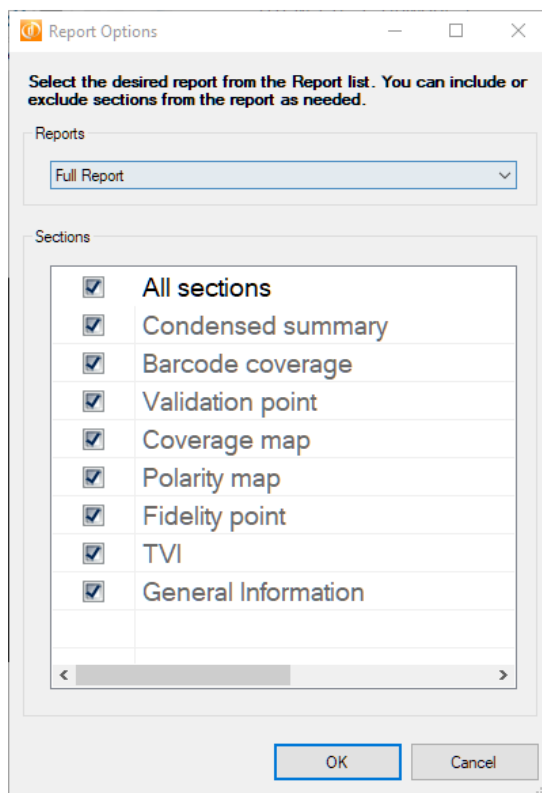 Report Options
Select the desired report from the Report list. You can include or
exclude sections from the report as needed.
Reports
Full Report
Sections
All sections
Condensed summary
Barcode coverage
Validation point
Coverage map
Polarity map
Fidelity point
TVI
General Information
OK
Cancel